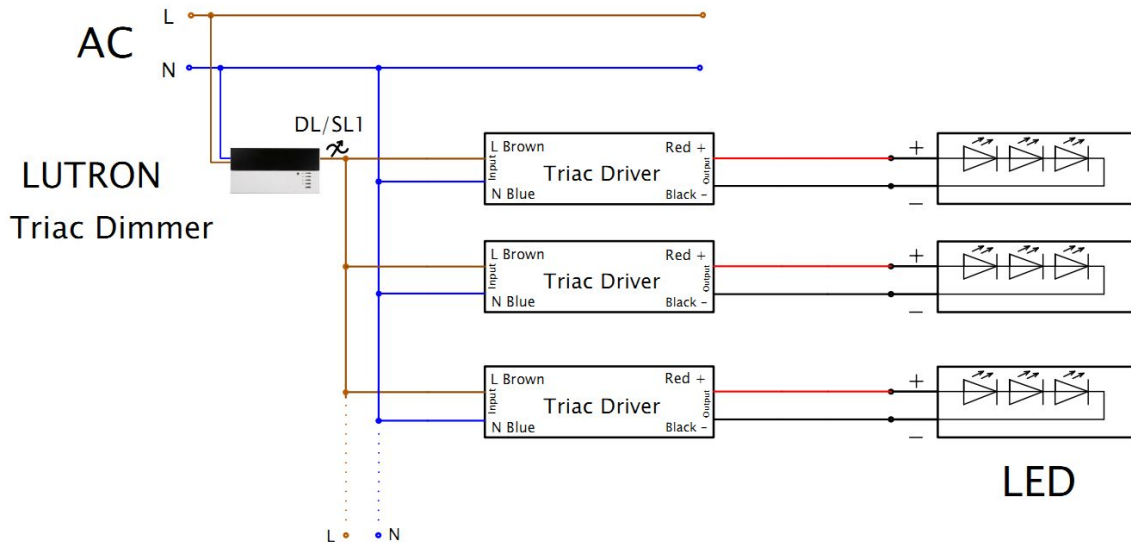 L
AC
N
DL/SL1
LUTRON
Triac Dimmer
L Brown
Red +
Input
Triac Driver
Output
N Blue
Black -
+
-
L Brown
Red +
Input
Triac Driver
Output
N Blue
Black -
+
-
L Brown
Red +
Input
Triac Driver
Output
N Blue
Black -
+
-
LED
L
N